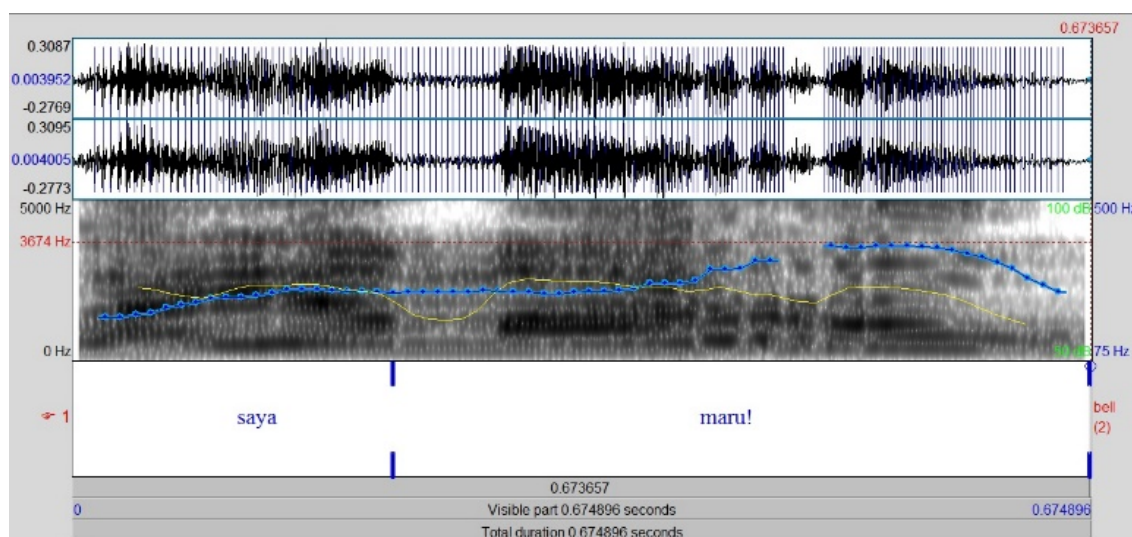 0.673657
0.3087
0.003952
-0.2769
0.3095
0.004005
-0.2773
5000 Hz 100 dB 500 Hz
3674 Hz
0 Hz 75 Hz
1 saya maru! bell
(2)
0.673657
0 Visible part 0.674896 seconds 0.674896
Total duration 0.674896 seconds